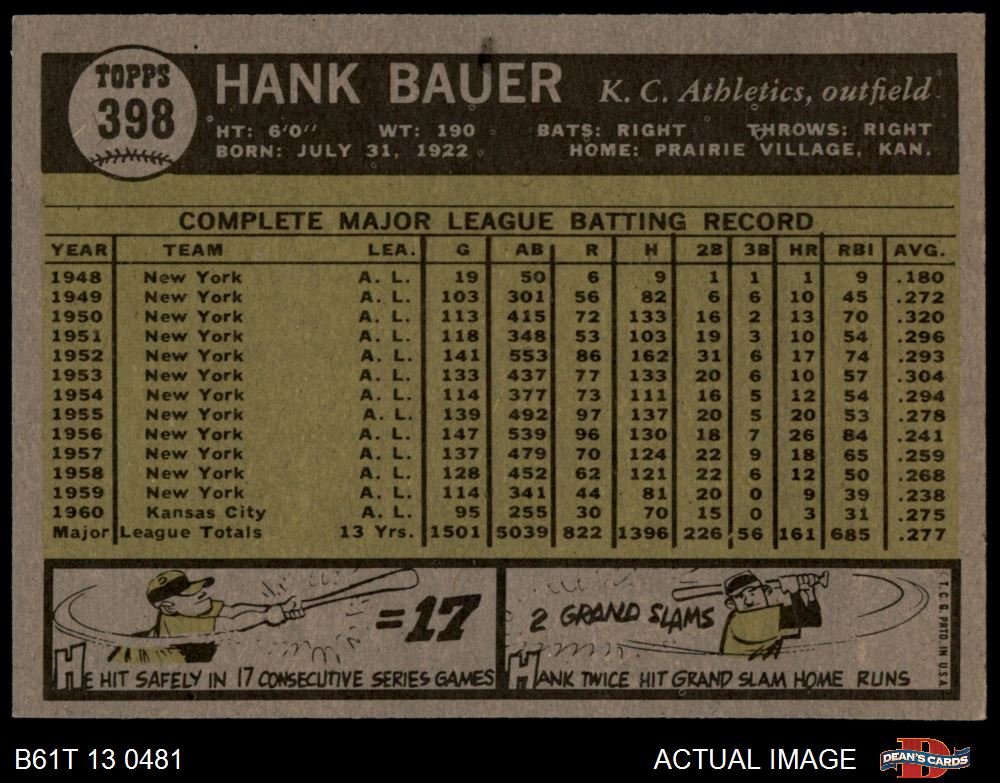 TOPPS
398
HANK BAUER K. C. Athletics, outfield
HT: 6'0" WT: 190 BATS: RIGHT THROWS: RIGHT
BORN: JULY 31, 1922 HOME: PRAIRIE VILLAGE, KAN.
COMPLETE MAJOR LEAGUE BATTING RECORD
YEAR TEAM LEA. G AB R H 2B 3B HR RBI AVG.
1948 New York A. L. 19 50 6 9 1 1 1 9 .180
1949 New York A. L. 103 301 56 82 6 6 10 45 .272
1950 New York A. L. 113 415 72 133 16 2 13 70 .320
1951 New York A. L. 118 348 53 103 19 3 10 54 .296
1952 New York A. L. 141 553 86 162 31 6 17 74 .293
1953 New York A. L. 133 437 77 133 20 6 10 57 .304
1954 New York A. L. 114 377 73 111 16 5 12 54 .294
1955 New York A. L. 139 492 97 137 20 5 20 53 .278
1956 New York A. L. 147 539 96 130 18 7 26 84 .241
1957 New York A. L. 137 479 70 124 22 9 18 65 .259
1958 New York A. L. 128 452 62 121 22 6 12 50 .268
1959 New York A. L. 114 341 44 81 20 0 9 39 .238
1960 Kansas City A. L. 95 255 30 70 15 0 3 31 .275
Major League Totals 13 Yrs. 1501 5039 822 1396 226 56 161 685 .277
=17
HE HIT SAFELY IN 17 CONSECUTIVE SERIES GAMES
2 GRAND SLAMS
HANK TWICE HIT GRAND SLAM HOME RUNS
T. C. G. PRTD. IN U.S.A.
B61T 13 0481 ACTUAL IMAGE DEAN'S CARDS